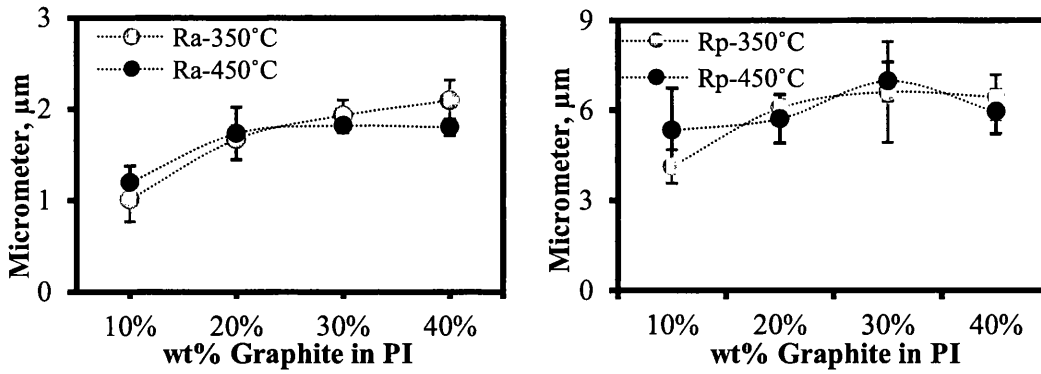 3
Ra-350°C
Ra-450°C
2
1
0
Micrometer, µm
10% 20% 30% 40%
wt% Graphite in PI
9
Rp-350°C
Rp-450°C
6
3
0
Micrometer, µm
10% 20% 30% 40%
wt% Graphite in PI